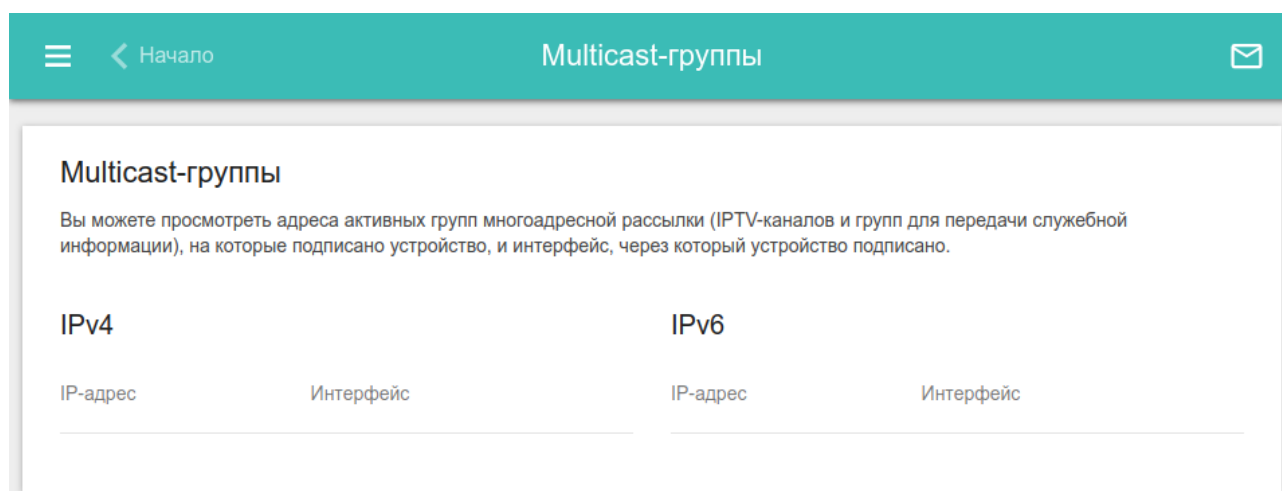 Начало
Multicast-группы
Multicast-группы
Вы можете просмотреть адреса активных групп многоадресной рассылки (IPTV-каналов и групп для передачи служебной
информации), на которые подписано устройство, и интерфейс, через который устройство подписано.
IPv4
IPv6
IP-адрес
Интерфейс
IP-адрес
Интерфейс